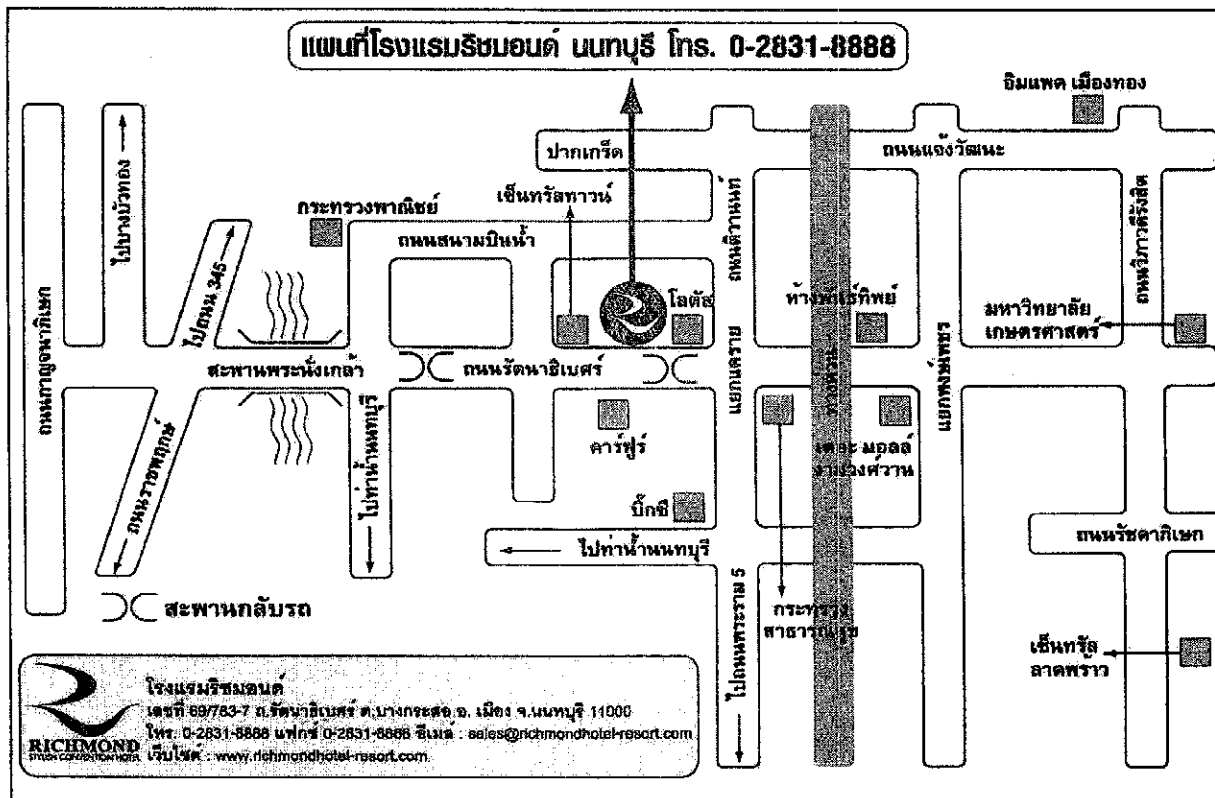 แผนที่โรงแรมริชมอนด์ นนทบุรี โทร. 0-2831-8888
อิมแพค เมืองทอง
ปากเกร็ด
ถนนแจ้งวัฒนะ
ไปบางบัวทอง
เซ็นทรัลทาวน์
กระทรวงพาณิชย์
ถนนสนามบินน้ำ
ถนนติวานนท์
ถนนวิภาวดีรังสิต
ไปถนน 345
โลตัส
ห้างพันธ์ทิพย์
มหาวิทยาลัย
เกษตรศาสตร์
ถนนกาญจนาภิเษก
สะพานพระนั่งเกล้า
ถนนรัตนาธิเบศร์
แยกแคราย
ทางด่วน
แยกพงษ์เพชร
ถนนราชพฤกษ์
ไปท่าน้ำนนทบุรี
คาร์ฟูร์
เดอะ มอลล์
งามวงศ์วาน
บิ๊กซี
ไปท่าน้ำนนทบุรี
ถนนรัชดาภิเษก
สะพานกลับรถ
กระทรวง
สาธารณสุข
ไปถนนพระราม 5
เซ็นทรัล
ลาดพร้าว
โรงแรมริชมอนด์
เลขที่ 69/783-7 ถ.รัตนาธิเบศร์ ต.บางกระสอ อ. เมือง จ.นนทบุรี 11000
โทร. 0-2831-8888 แฟกซ์ 0-2831-8888 อีเมล์ : sales@richmondhotel-resort.com
เว็บไซต์ : www.richmondhotel-resort.com
RICHMOND
STYLISH CONVENTION HOTEL